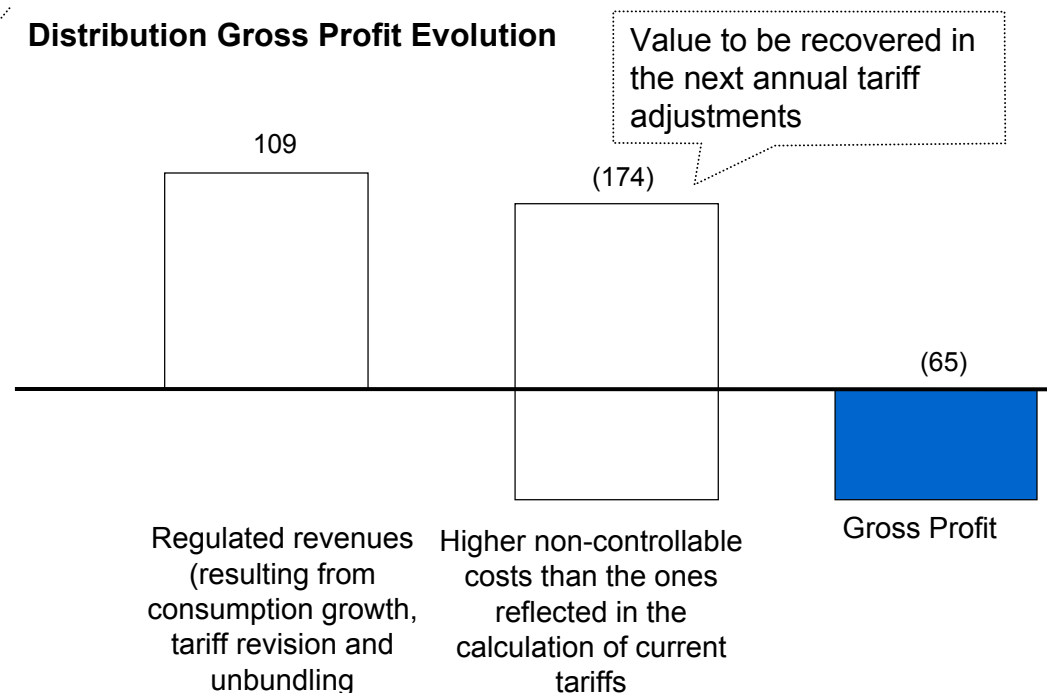 Distribution Gross Profit Evolution
Value to be recovered in
the next annual tariff
adjustments
109
(174)
(65)
Regulated revenues
(resulting from
consumption growth,
tariff revision and
unbundling
Higher non-controllable
costs than the ones
reflected in the
calculation of current
tariffs
Gross Profit